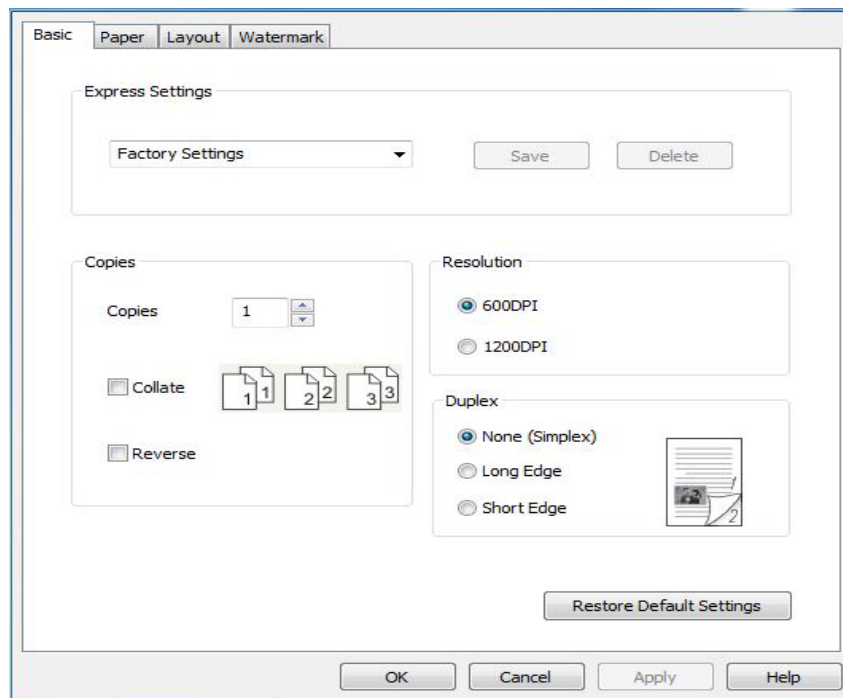 Basic Paper Layout Watermark
Express Settings
Factory Settings Save Delete
Copies
Copies 1
Collate 1 1 2 2 3 3
Reverse
Resolution
600DPI
1200DPI
Duplex
None (Simplex)
Long Edge
Short Edge
1
2
Restore Default Settings
OK Cancel Apply Help